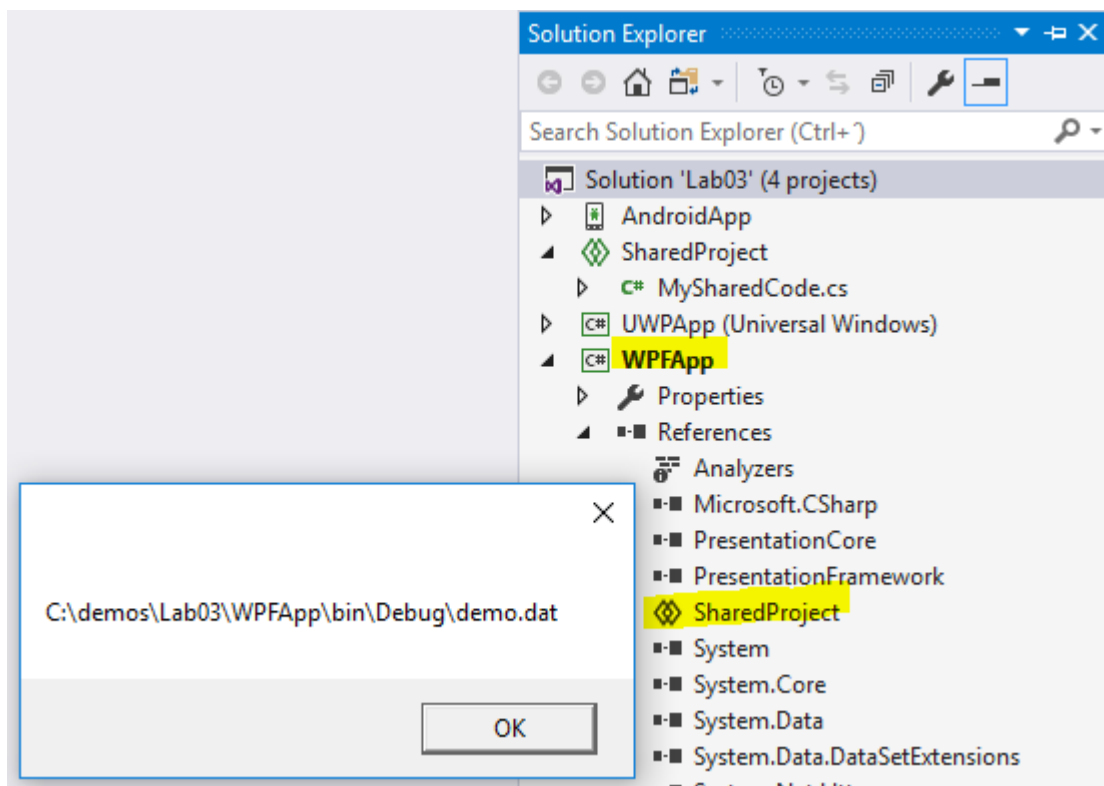 Solution Explorer
Search Solution Explorer (Ctrl+´)
Solution 'Lab03' (4 projects)
AndroidApp
SharedProject
C# MySharedCode.cs
C# UWPApp (Universal Windows)
C# WPFApp
Properties
References
Analyzers
Microsoft.CSharp
PresentationCore
PresentationFramework
SharedProject
System
System.Core
System.Data
System.Data.DataSetExtensions
C:\demos\Lab03\WPFApp\bin\Debug\demo.dat
OK